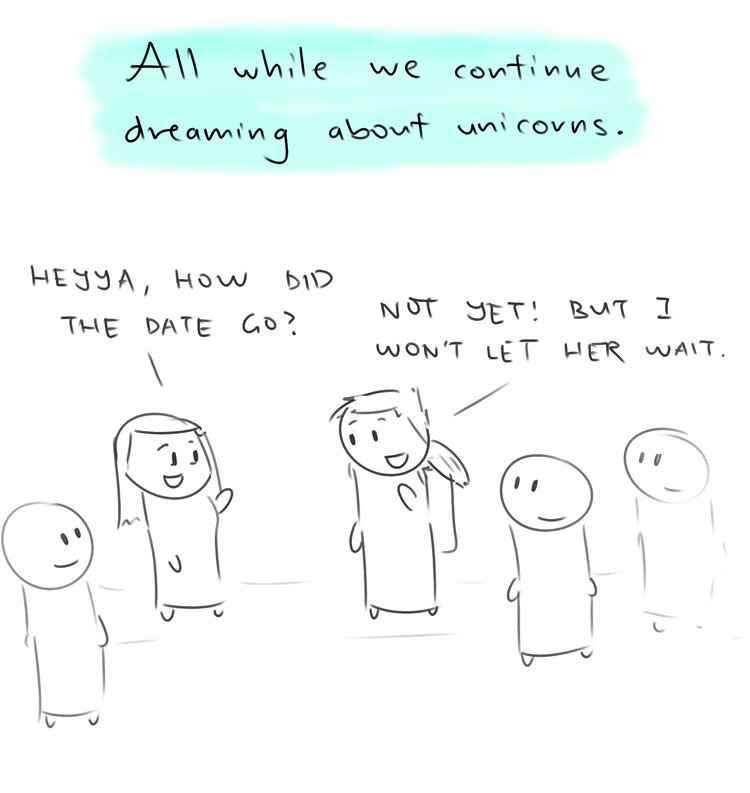 All while we continue
dreaming about unicorns.
HEYYA, HOW DID
THE DATE GO?
NOT YET! BUT I
WON'T LET HER WAIT.